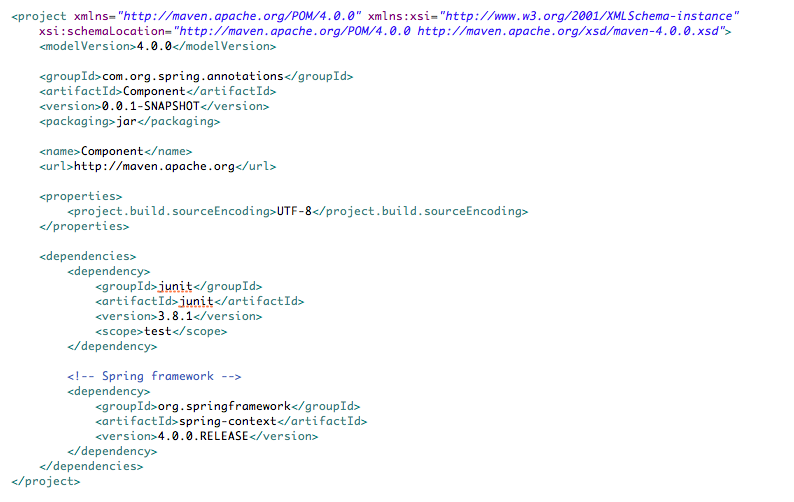 <project xmlns="http://maven.apache.org/POM/4.0.0" xmlns:xsi="http://www.w3.org/2001/XMLSchema-instance"
xsi:schemaLocation="http://maven.apache.org/POM/4.0.0 http://maven.apache.org/xsd/maven-4.0.0.xsd">
<modelVersion>4.0.0</modelVersion>
<groupId>com.org.spring.annotations</groupId>
<artifactId>Component</artifactId>
<version>0.0.1-SNAPSHOT</version>
<packaging>jar</packaging>
<name>Component</name>
<url>http://maven.apache.org</url>
<properties>
<project.build.sourceEncoding>UTF-8</project.build.sourceEncoding>
</properties>
<dependencies>
<dependency>
<groupId>junit</groupId>
<artifactId>junit</artifactId>
<version>3.8.1</version>
<scope>test</scope>
</dependency>
<!-- Spring framework -->
<dependency>
<groupId>org.springframework</groupId>
<artifactId>spring-context</artifactId>
<version>4.0.0.RELEASE</version>
</dependency>
</dependencies>
</project>